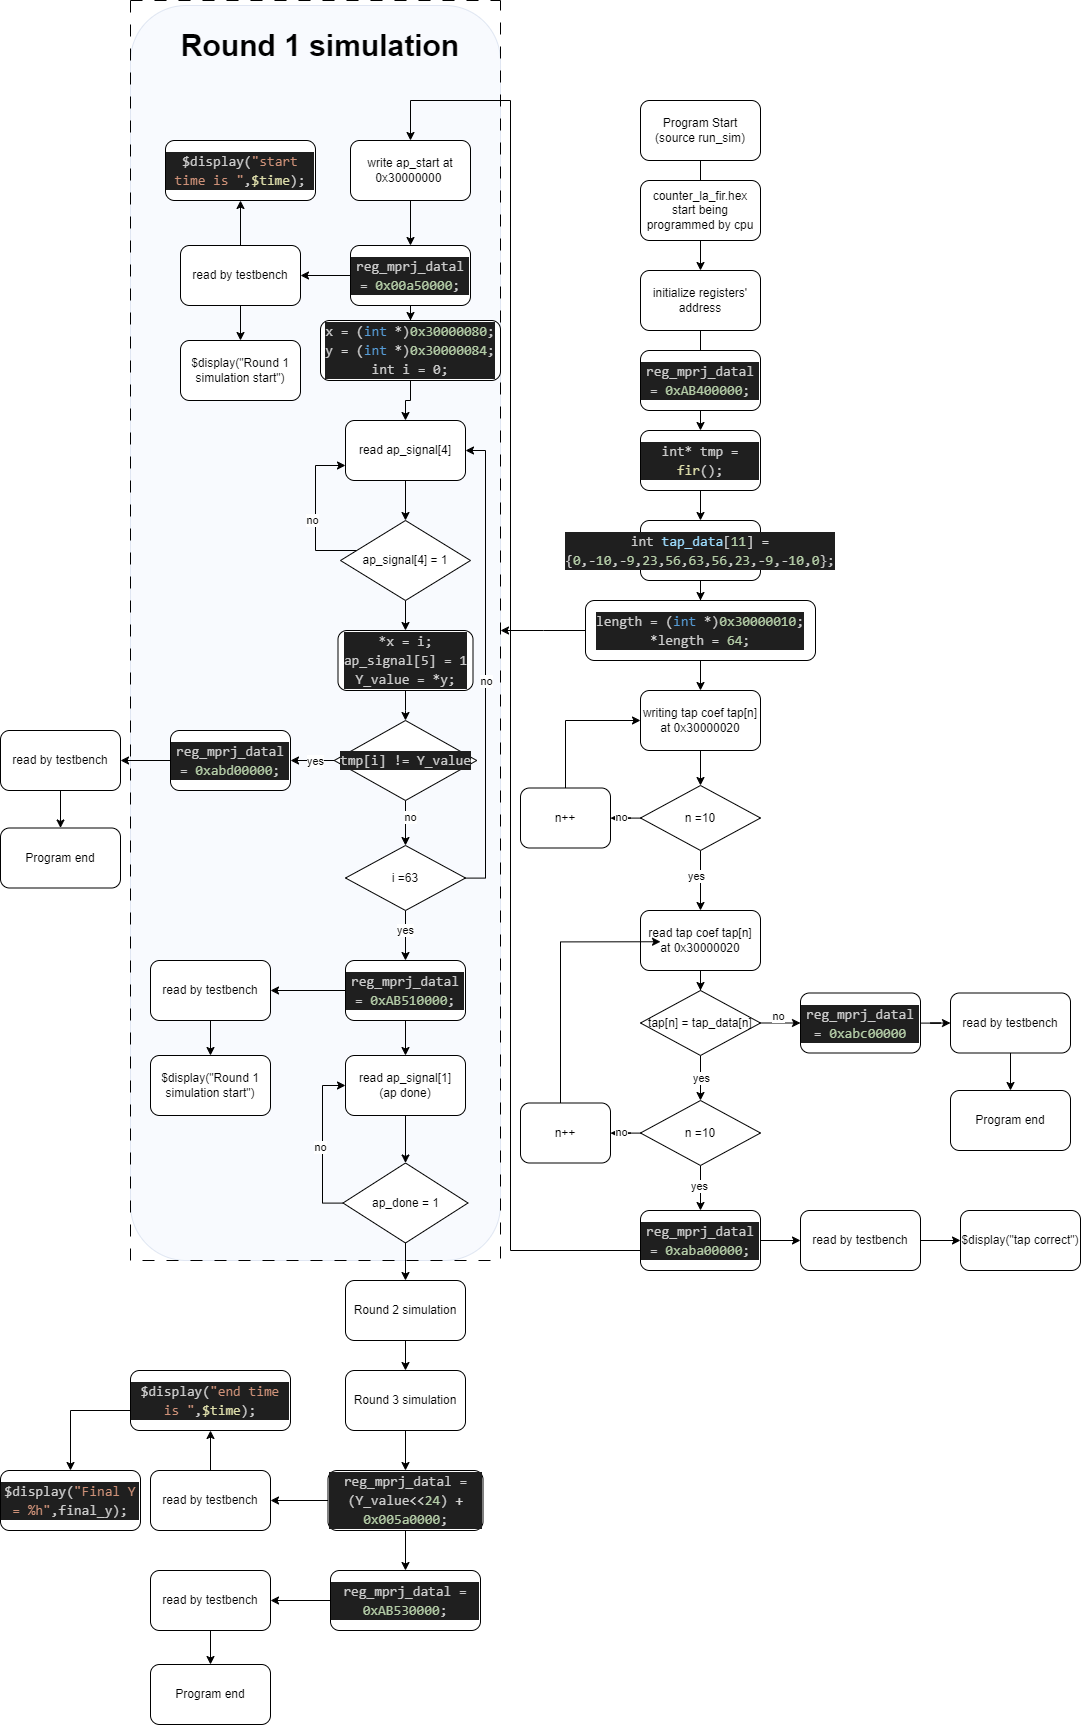 Round 1 simulation
Program Start
(source run_sim)
counter_la_fir.hex
start being
programmed by cpu
initialize registers'
address
reg_mprj_datal
= 0xAB400000;
int* tmp =
fir();
int tap_data[11] =
{0,-10,-9,23,56,63,56,23,-9,-10,0};
length = (int *)0x30000010;
*length = 64;
writing tap coef tap[n]
at 0x30000020
n =10
no
n++
yes
read tap coef tap[n]
at 0x30000020
tap[n] = tap_data[n]
no
reg_mprj_datal
= 0xabc00000
read by testbench
Program end
yes
n =10
no
n++
yes
reg_mprj_datal
= 0xaba00000;
read by testbench
$display("tap correct")
write ap_start at
0x30000000
$display("start
time is ",$time);
reg_mprj_datal
= 0x00a50000;
read by testbench
$display("Round 1
simulation start")
x = (int *)0x30000080;
y = (int *)0x30000084;
int i = 0;
read ap_signal[4]
no
ap_signal[4] = 1
*x = i;
ap_signal[5] = 1
Y_value = *y;
no
tmp[i] != Y_value
yes
reg_mprj_datal
= 0xabd00000;
read by testbench
Program end
no
i =63
yes
reg_mprj_datal
= 0xAB510000;
read by testbench
$display("Round 1
simulation start")
read ap_signal[1]
(ap done)
no
ap_done = 1
Round 2 simulation
Round 3 simulation
$display("end time
is ",$time);
reg_mprj_datal =
(Y_value<<24) +
0x005a0000;
read by testbench
$display("Final Y
= %h",final_y);
reg_mprj_datal =
0xAB530000;
read by testbench
Program end